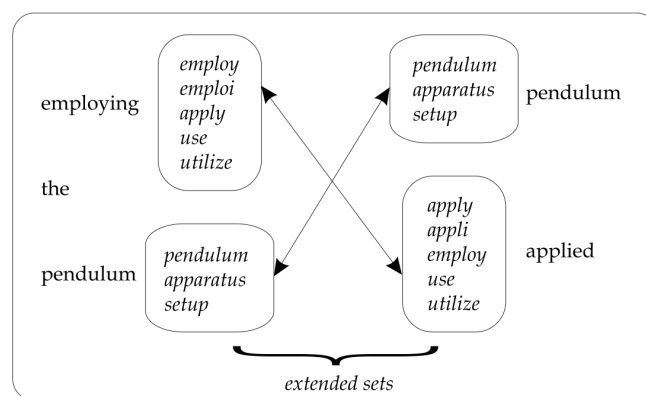 employing
the
pendulum
employ
emploi
apply
use
utilize
pendulum
apparatus
setup
pendulum
apparatus
setup
apply
appli
employ
use
utilize
pendulum
applied
extended sets